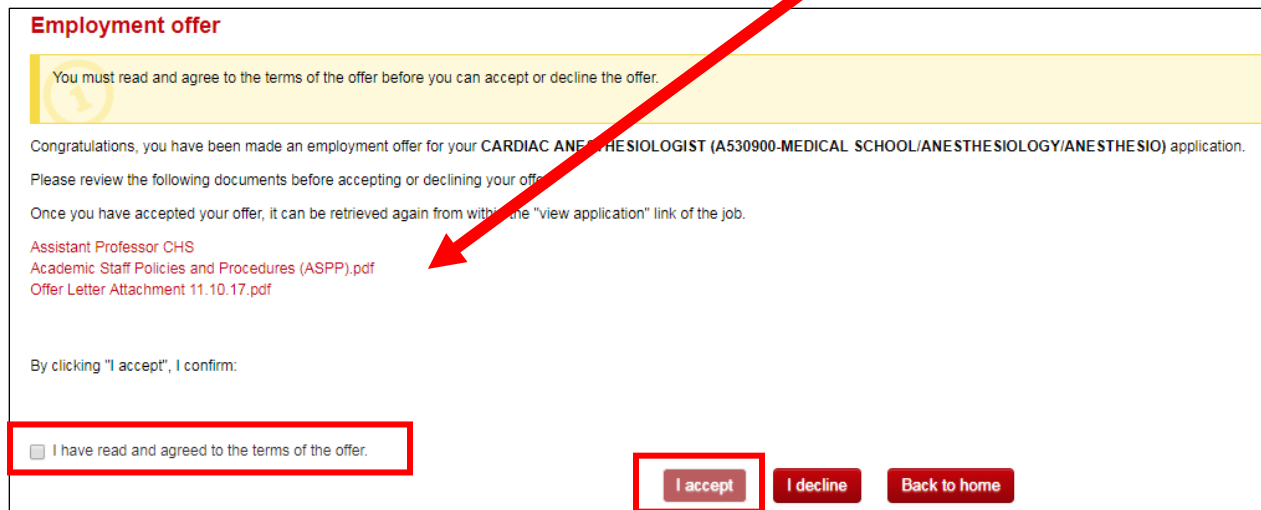 Employment offer
You must read and agree to the terms of the offer before you can accept or decline the offer.
Congratulations, you have been made an employment offer for your CARDIAC ANESTHESIOLOGIST (A530900-MEDICAL SCHOOL/ANESTHESIOLOGY/ANESTHESIO) application.
Please review the following documents before accepting or declining your offer
Once you have accepted your offer, it can be retrieved again from within the "view application" link of the job.
Assistant Professor CHS
Academic Staff Policies and Procedures (ASPP).pdf
Offer Letter Attachment 11.10.17.pdf
By clicking "I accept", I confirm:
I have read and agreed to the terms of the offer.
I accept I decline Back to home